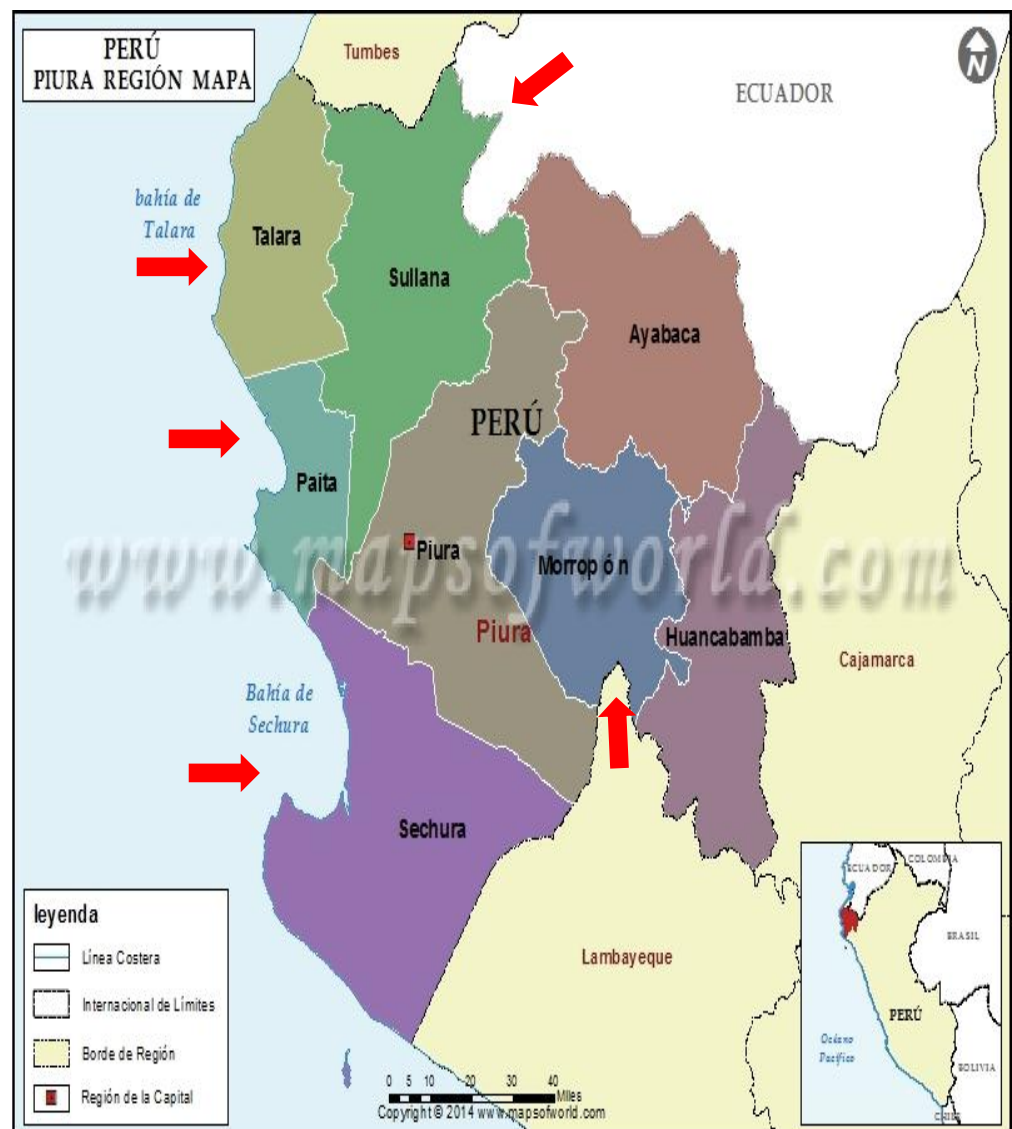 PERÚ
PIURA REGIÓN MAPA
Tumbes
N
ECUADOR
bahía de
Talara
Talara
Sullana
Ayabaca
PERÚ
Paita
Piura
Morropón
www.mapsofworld.com
Piura
Huancabamba
Cajamarca
Bahía de
Sechura
Sechura
Lambayeque
leyenda
Línea Costera
Internacional de Límites
Borde de Región
Región de la Capital
0 5 10 20 30 40
Miles
Copyright © 2014 www.mapsofworld.com
ECUADOR
COLOMBIA
BRASIL
PERÚ
Océano
Pacífico
BOLIVIA
CHILE